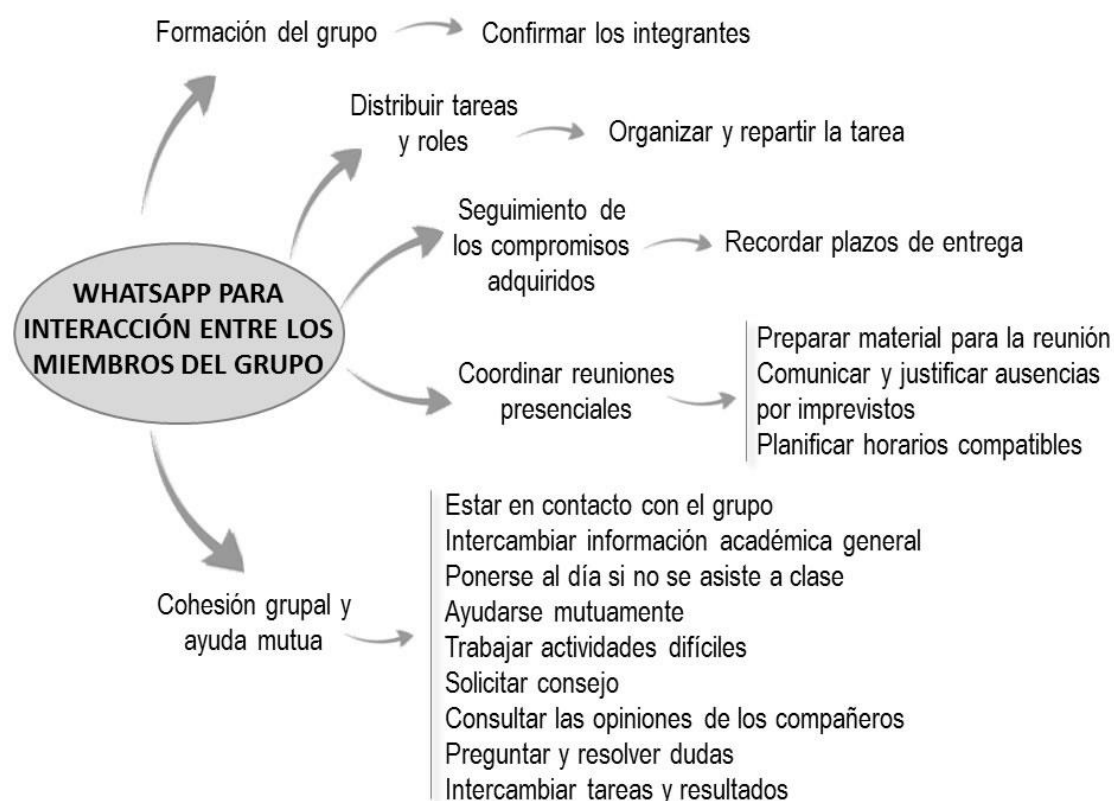 Formación del grupo
Confirmar los integrantes
Distribuir tareas
y roles
Organizar y repartir la tarea
Seguimiento de
los compromisos
adquiridos
Recordar plazos de entrega
WHATSAPP PARA
INTERACCIÓN ENTRE LOS
MIEMBROS DEL GRUPO
Coordinar reuniones
presenciales
Preparar material para la reunión
Comunicar y justificar ausencias
por imprevistos
Planificar horarios compatibles
Cohesión grupal y
ayuda mutua
Estar en contacto con el grupo
Intercambiar información académica general
Ponerse al día si no se asiste a clase
Ayudarse mutuamente
Trabajar actividades difíciles
Solicitar consejo
Consultar las opiniones de los compañeros
Preguntar y resolver dudas
Intercambiar tareas y resultados